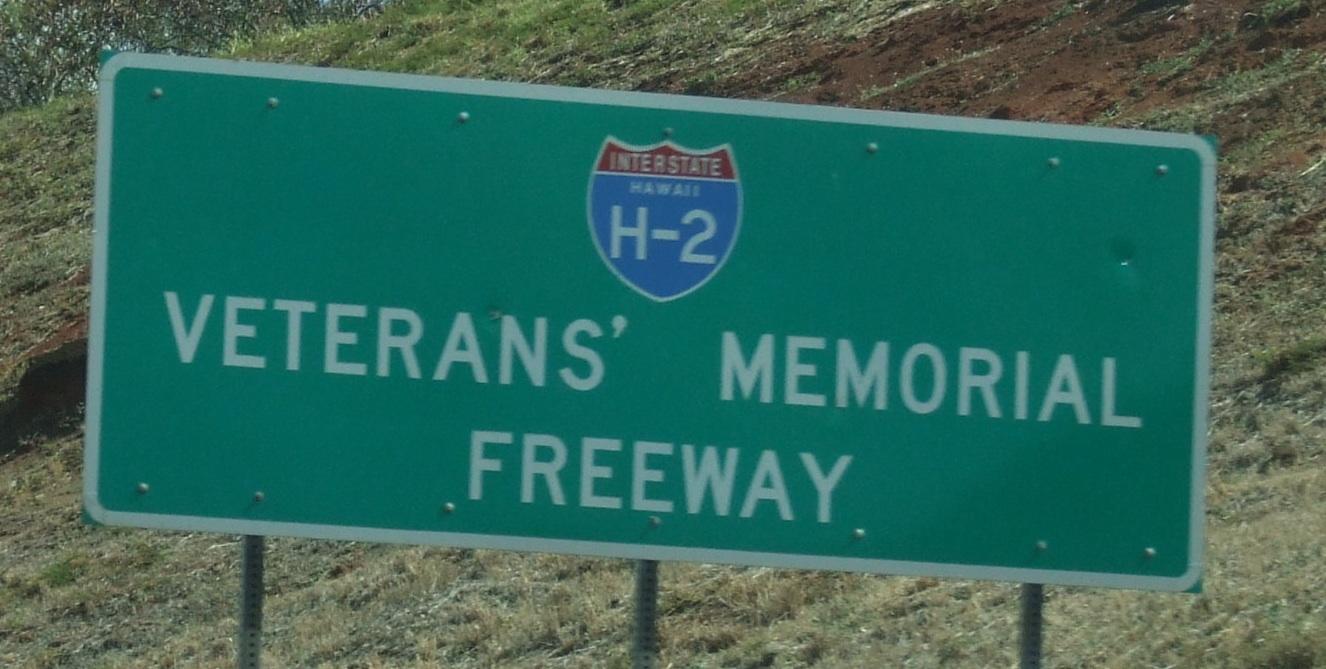 INTERSTATE
HAWAII
H-2
VETERANS' MEMORIAL
FREEWAY